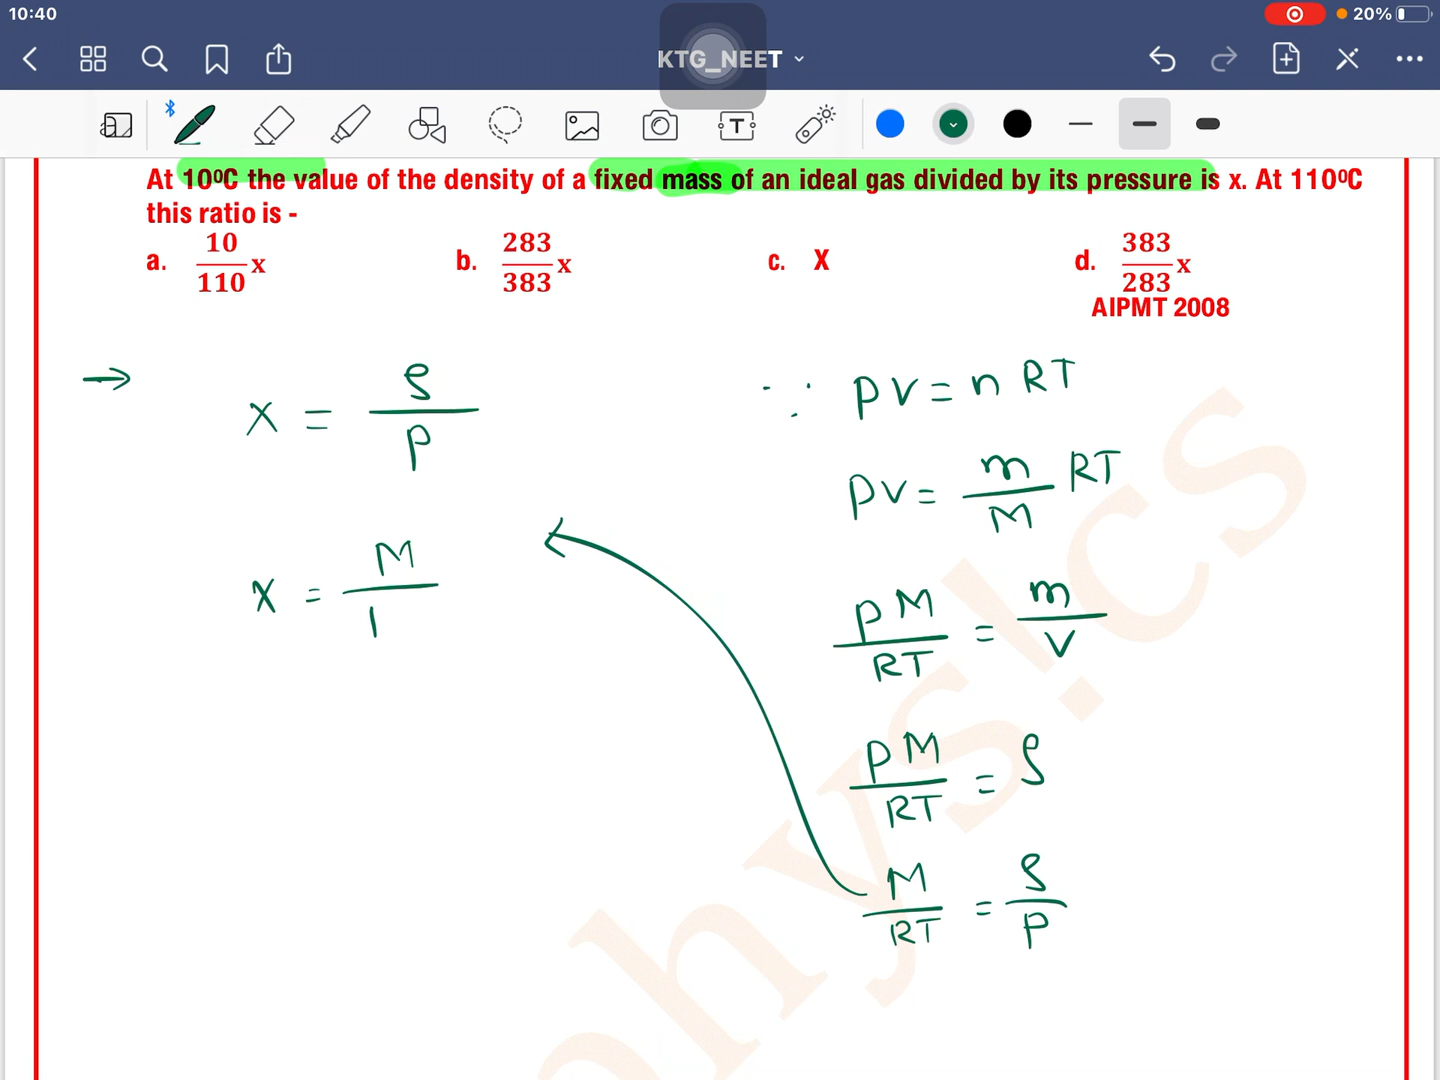 10:40
20%
KTG_NEET
T
At 10⁰C the value of the density of a fixed mass of an ideal gas divided by its pressure is x. At 110⁰C
this ratio is -
a. 10/110 x b. 283/383 x c. X d. 383/283 x
AIPMT 2008
→ x = ρ/P
∵ PV = nRT
PV = m/M RT
x = M/
PM/RT = m/V
PM/RT = ρ
M/RT = ρ/P
phys!cs